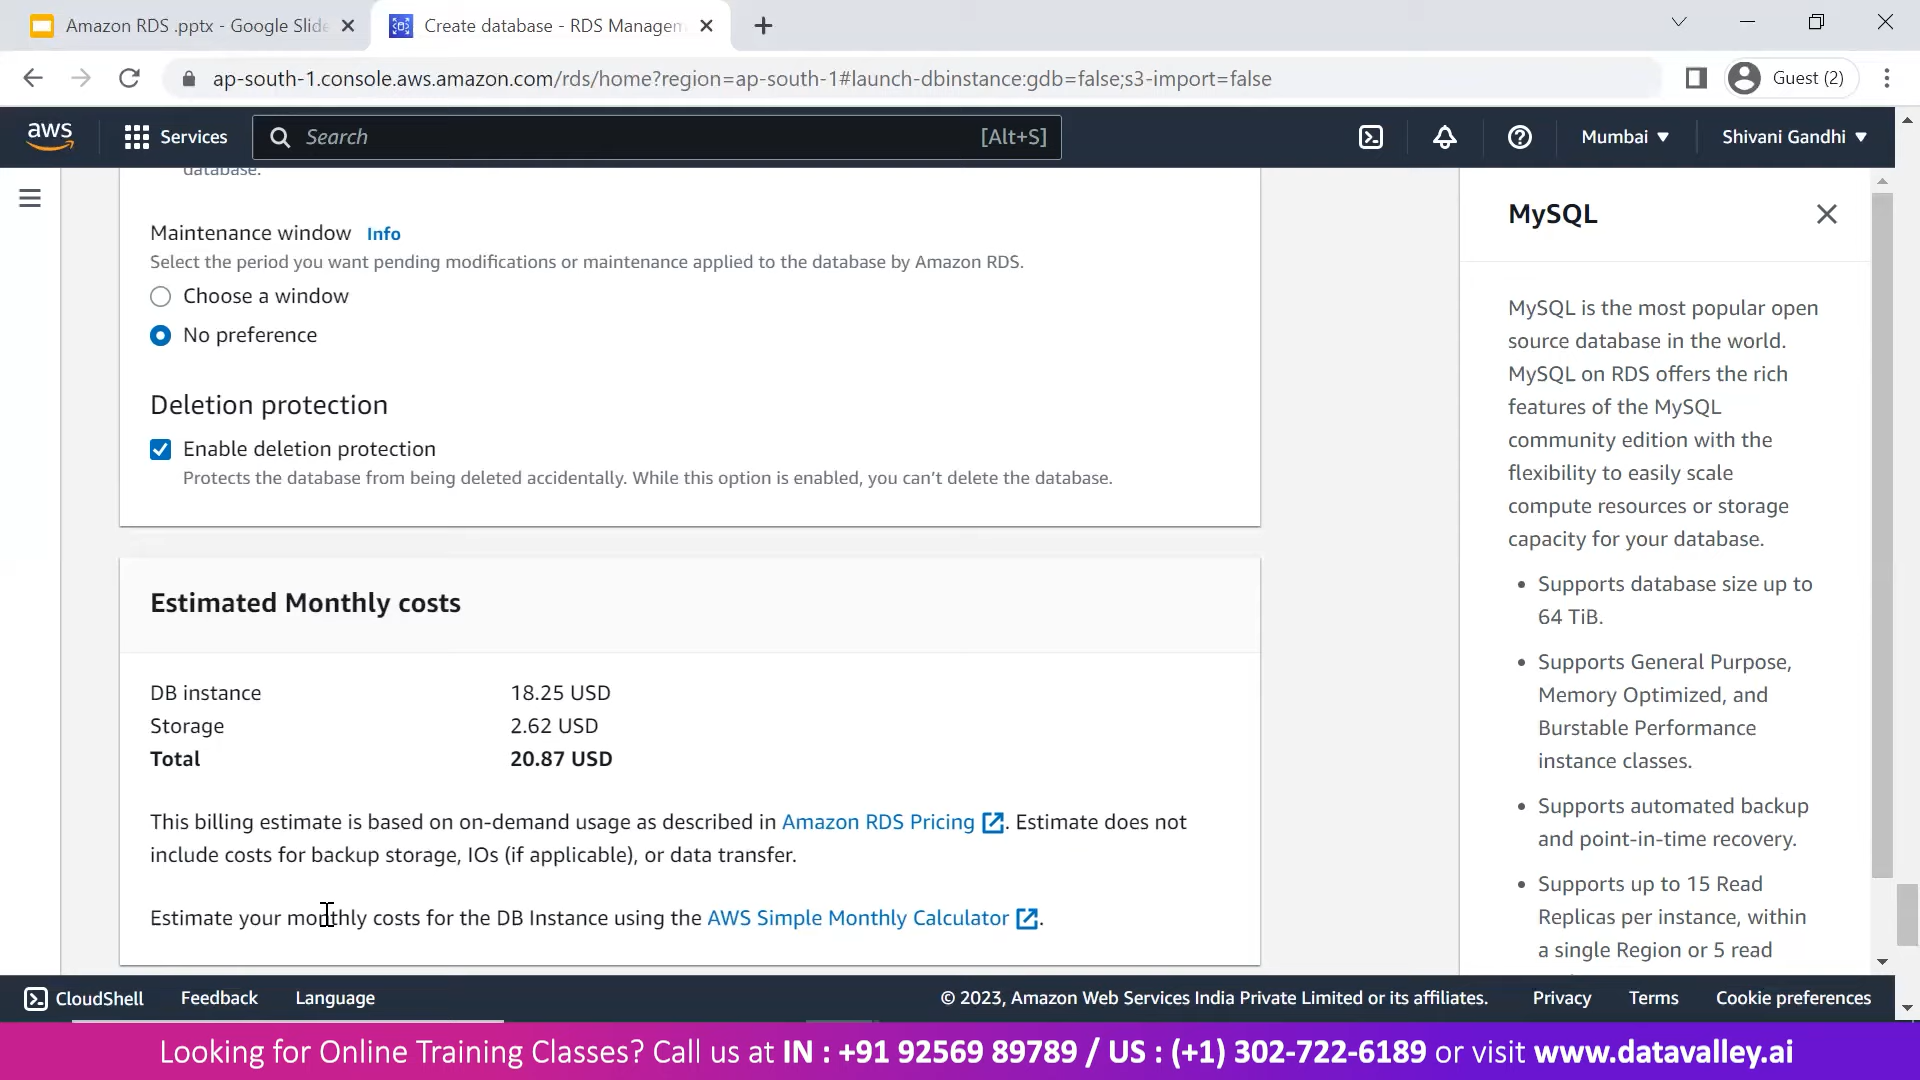 Amazon RDS .pptx - Google Slide
Create database - RDS Managem
ap-south-1.console.aws.amazon.com/rds/home?region=ap-south-1#launch-dbinstance:gdb=false;s3-import=false
Guest (2)
aws
Services
Search
[Alt+S]
Mumbai
Shivani Gandhi
database.
Maintenance window Info
Select the period you want pending modifications or maintenance applied to the database by Amazon RDS.
Choose a window
No preference
Deletion protection
Enable deletion protection
Protects the database from being deleted accidentally. While this option is enabled, you can't delete the database.
Estimated Monthly costs
DB instance 18.25 USD
Storage 2.62 USD
Total 20.87 USD
This billing estimate is based on on-demand usage as described in Amazon RDS Pricing. Estimate does not
include costs for backup storage, IOs (if applicable), or data transfer.
Estimate your monthly costs for the DB Instance using the AWS Simple Monthly Calculator.
MySQL
MySQL is the most popular open
source database in the world.
MySQL on RDS offers the rich
features of the MySQL
community edition with the
flexibility to easily scale
compute resources or storage
capacity for your database.
• Supports database size up to
64 TiB.
• Supports General Purpose,
Memory Optimized, and
Burstable Performance
instance classes.
• Supports automated backup
and point-in-time recovery.
• Supports up to 15 Read
Replicas per instance, within
a single Region or 5 read
CloudShell
Feedback
Language
© 2023, Amazon Web Services India Private Limited or its affiliates.
Privacy
Terms
Cookie preferences
Looking for Online Training Classes? Call us at IN : +91 92569 89789 / US : (+1) 302-722-6189 or visit www.datavalley.ai